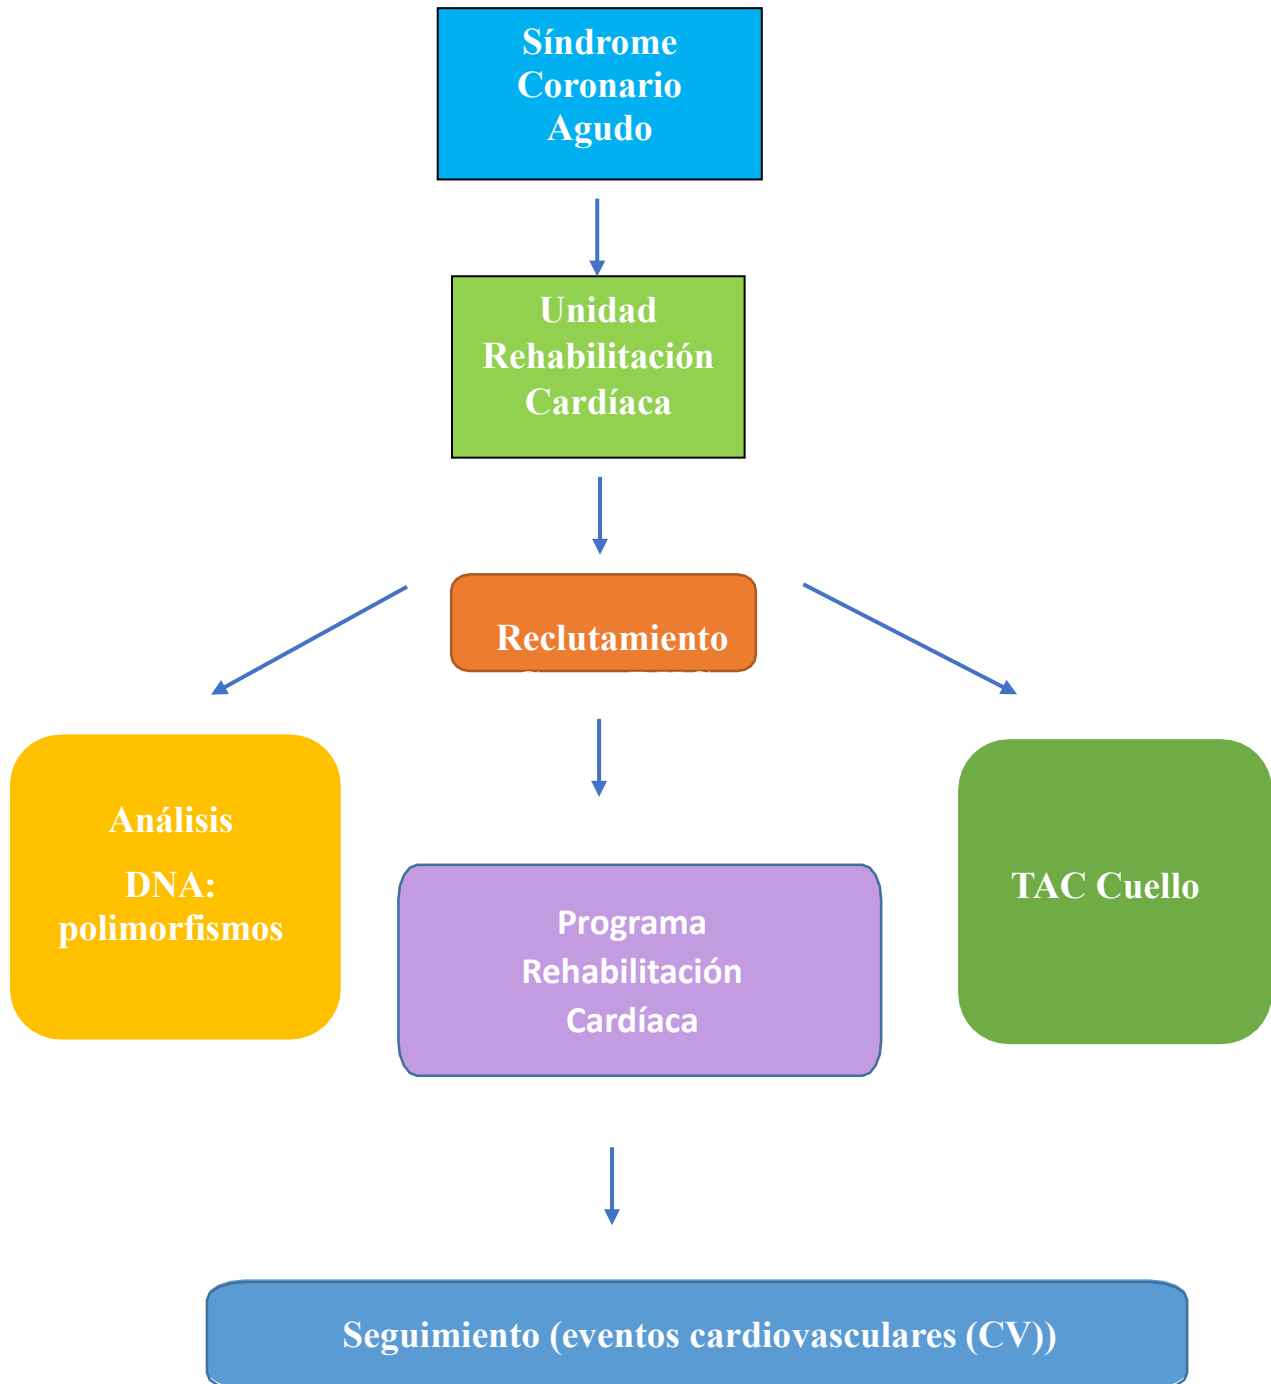 Síndrome
Coronario
Agudo
Unidad
Rehabilitación
Cardíaca
Reclutamiento
Análisis
DNA:
polimorfismos
Programa
Rehabilitación
Cardíaca
TAC Cuello
Seguimiento (eventos cardiovasculares (CV))